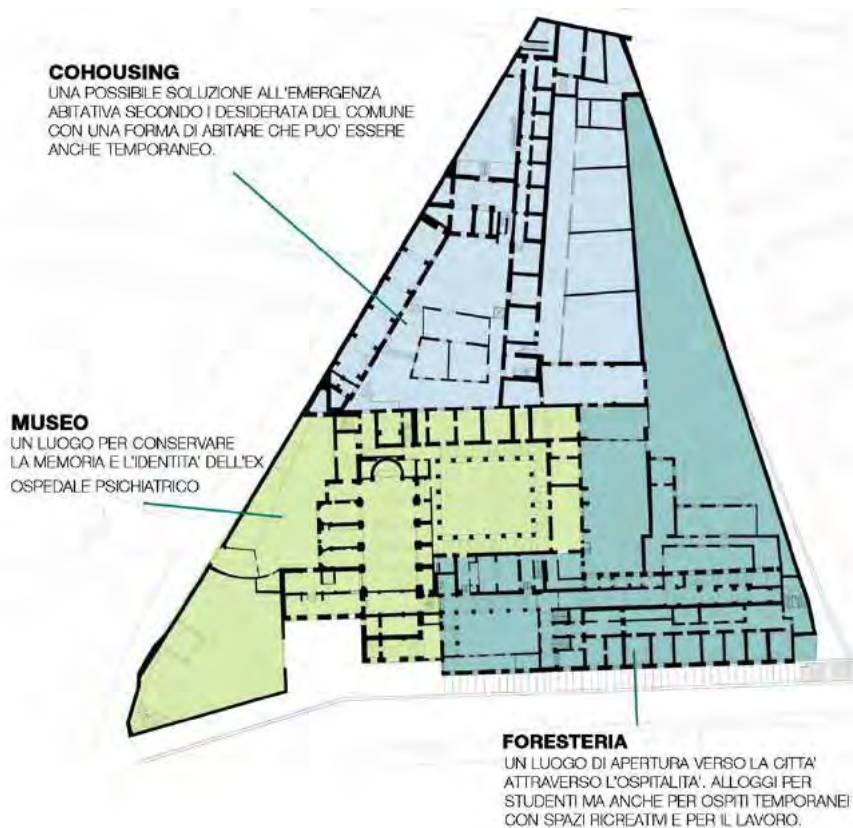 COHOUSING
UNA POSSIBILE SOLUZIONE ALL'EMERGENZA
ABITATIVA SECONDO I DESIDERATA DEL COMUNE
CON UNA FORMA DI ABITARE CHE PUO' ESSERE
ANCHE TEMPORANEO.
MUSEO
UN LUOGO PER CONSERVARE
LA MEMORIA E L'IDENTITA' DELL'EX
OSPEDALE PSICHIATRICO
FORESTERIA
UN LUOGO DI APERTURA VERSO LA CITTA'
ATTRAVERSO L'OSPITALITA'. ALLOGGI PER
STUDENTI MA ANCHE PER OSPITI TEMPORANEI
CON SPAZI RICREATIVI E PER IL LAVORO.